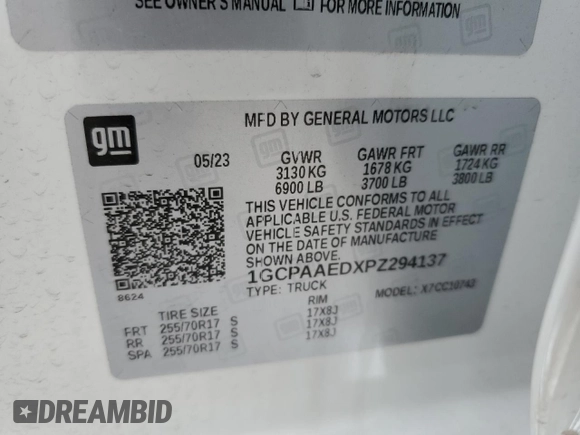 SEE OWNER'S MANUAL FOR MORE INFORMATION
gm
MFD BY GENERAL MOTORS LLC
05/23 GVWR GAWR FRT GAWR RR
3130 KG 1678 KG 1724 KG
6900 LB 3700 LB 3800 LB
THIS VEHICLE CONFORMS TO ALL
APPLICABLE U.S. FEDERAL MOTOR
VEHICLE SAFETY STANDARDS IN EFFECT
ON THE DATE OF MANUFACTURE
SHOWN ABOVE.
1GCPAAEDXPZ294137
8624
TYPE: TRUCK MODEL: X7CC10743
TIRE SIZE RIM
FRT 255/70R17 S 17X8J
RR 255/70R17 S 17X8J
SPA 255/70R17 S 17X8J
DREAMBID